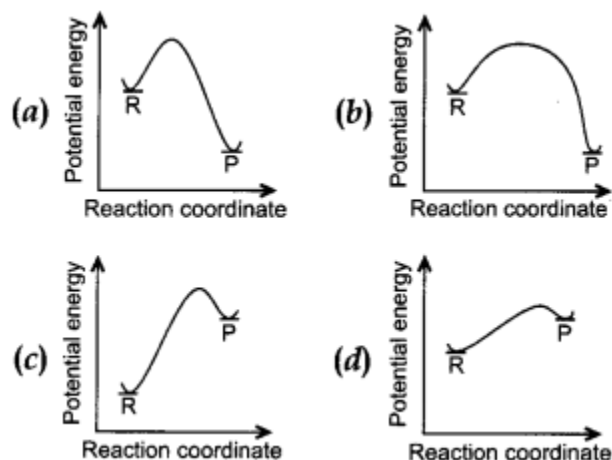 (a)
Potential energy
R
P
Reaction coordinate
(b)
Potential energy
R
P
Reaction coordinate
(c)
Potential energy
R
P
Reaction coordinate
(d)
Potential energy
R
P
Reaction coordinate